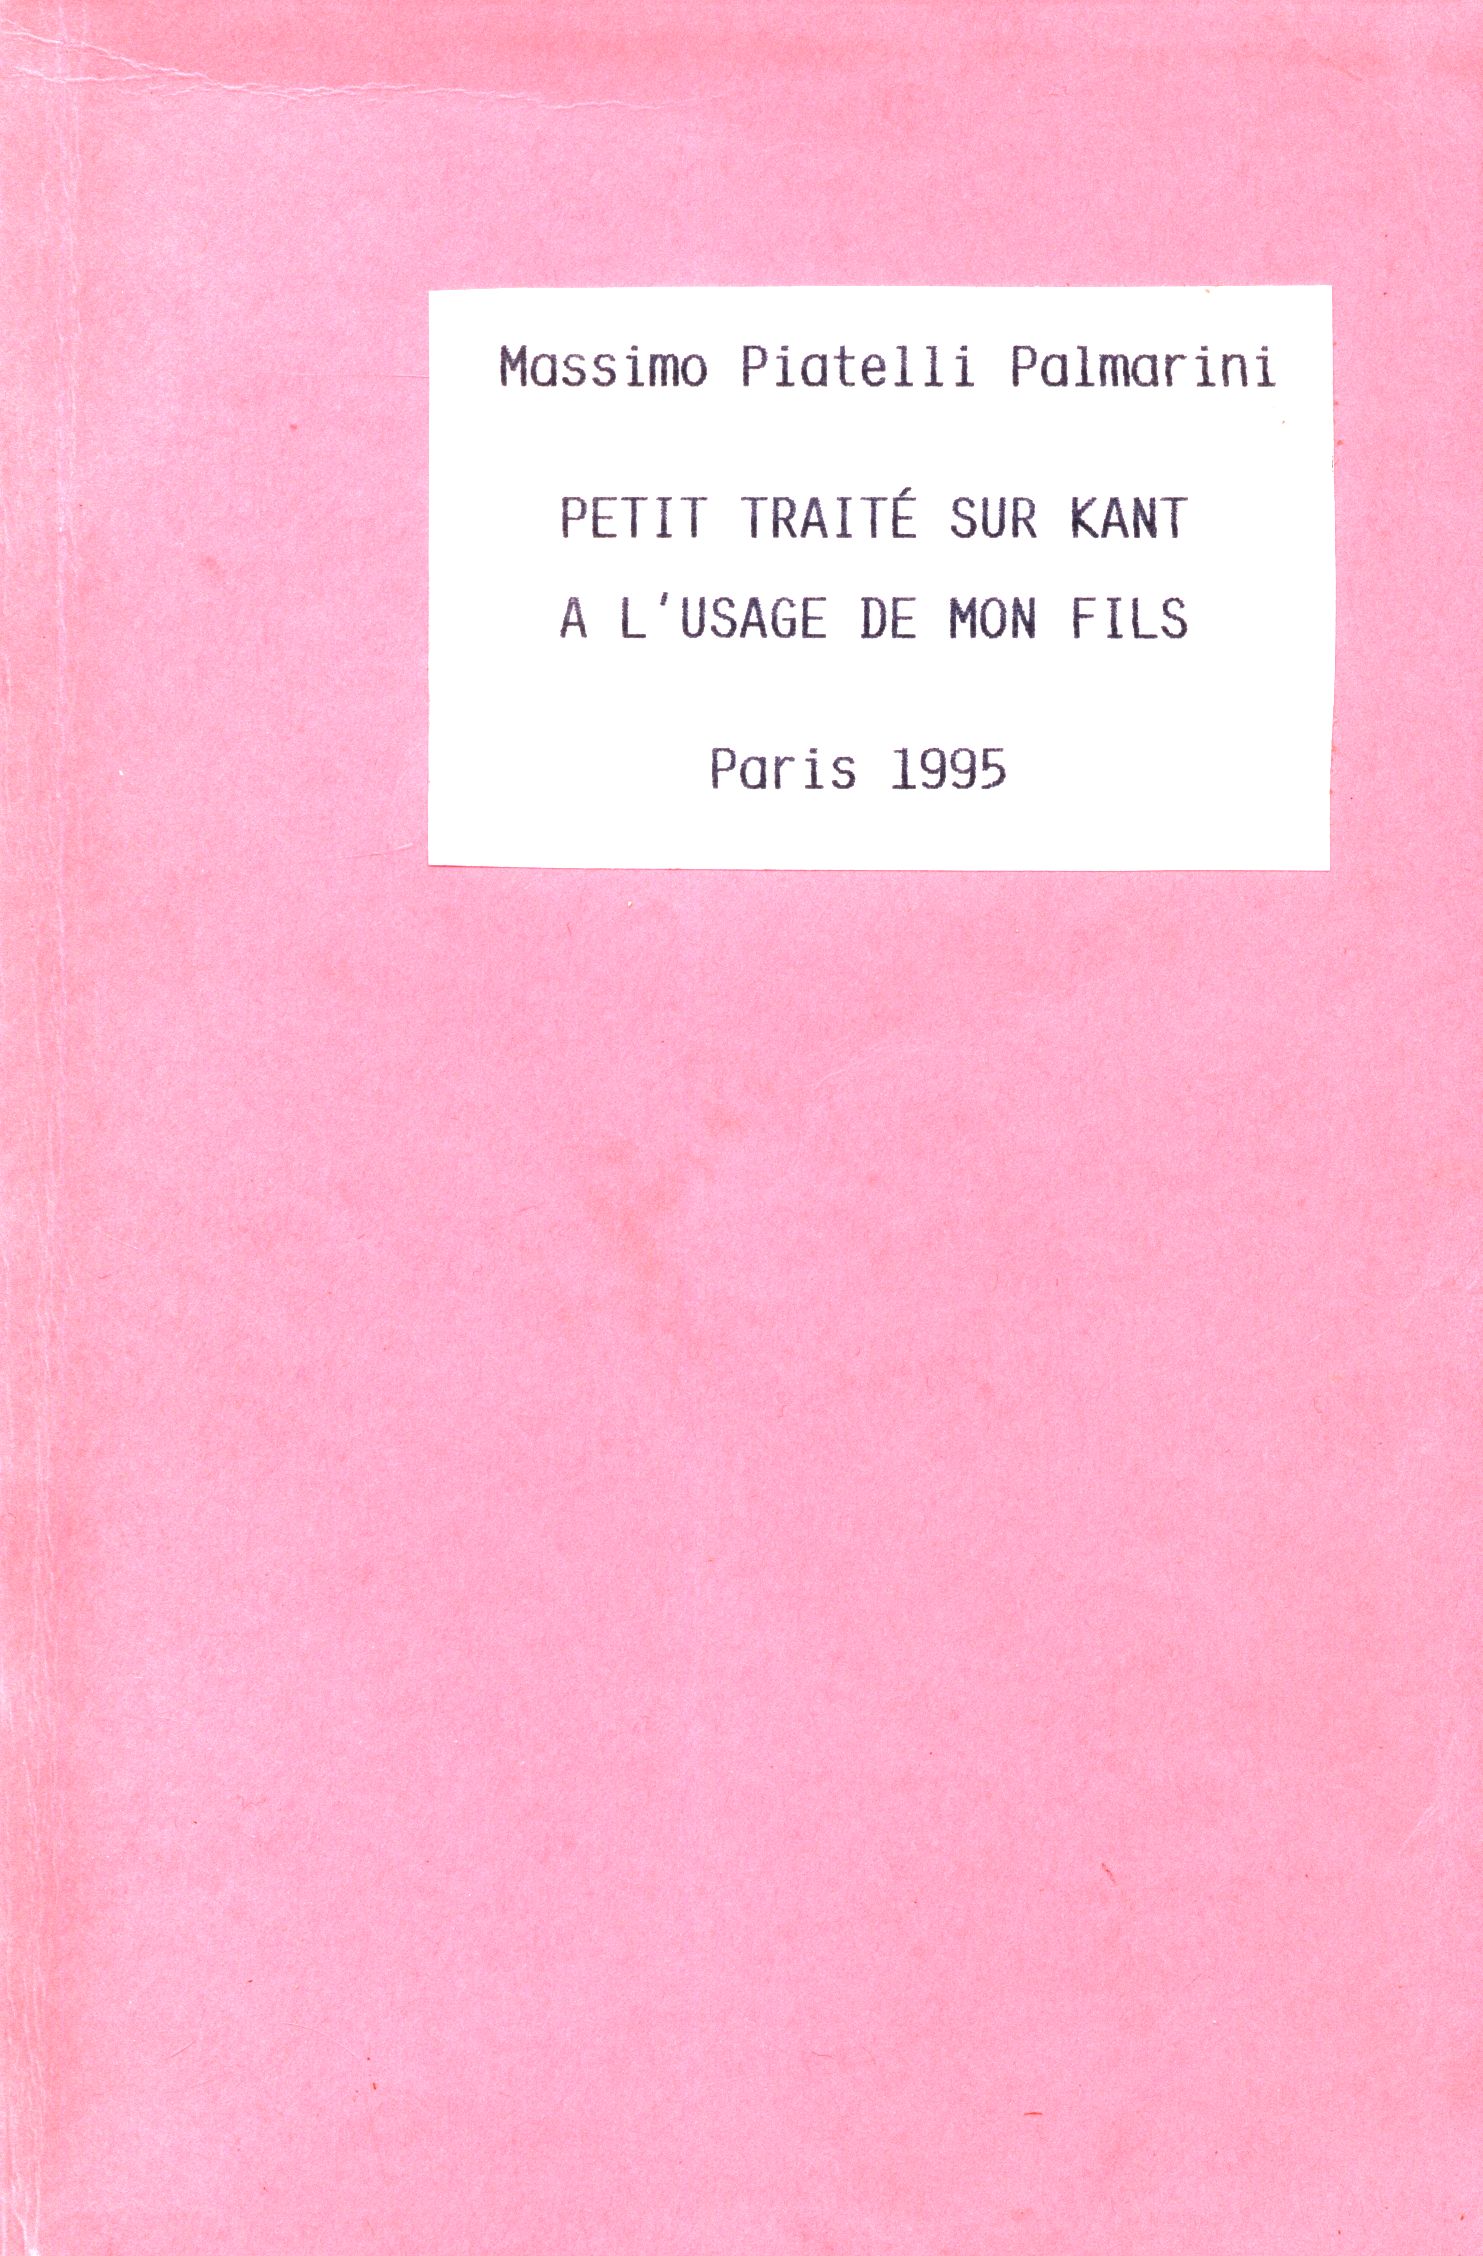 Massimo Piatelli Palmarini
PETIT TRAITÉ SUR KANT
A L'USAGE DE MON FILS
Paris 1995